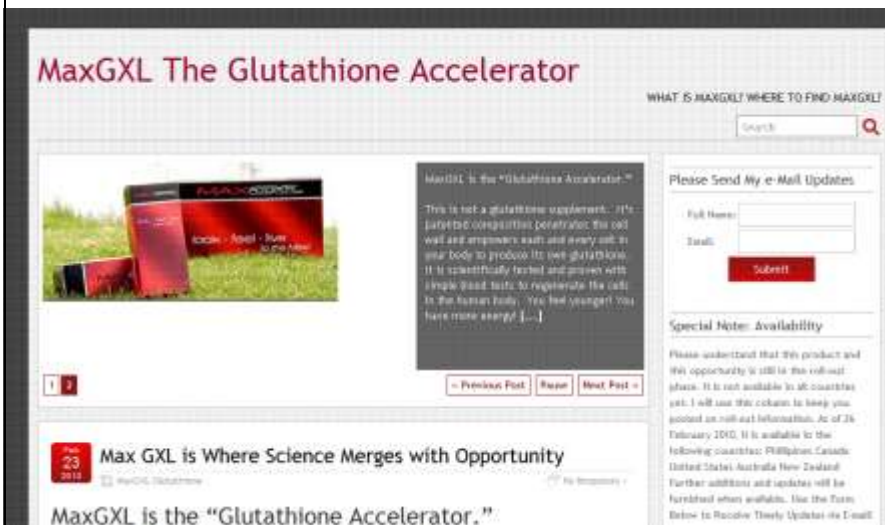 MaxGXL The Glutathione Accelerator
WHAT IS MAXGXL? WHERE TO FIND MAXGXL?
Search
MaxGXL is the “Glutathione Accelerator.”
This is not a glutathione supplement. It's
patented composition penetrates the cell
wall and empowers each and every cell in
your body to produce its own glutathione.
It is scientifically tested and proven with
simple blood tests to regenerate the cells
in the human body. You feel younger! You
have more energy! [...]
look - feel - live
1 2
« Previous Post Pause Next Post »
Please Send My e-Mail Updates
Full Name:
Email:
Submit
Special Note: Availability
Please understand that this product and
this opportunity is still in the roll-out
phase. It is not available in all countries
yet. I will use this column to keep you
posted on roll-out information. As of 26
February 2010, it is available in the
following countries: Philippines Canada
United States Australia New Zealand
Further additions and updates will be
furnished when available. Use the Form
Below to Receive Timely Updates via E-mail
Feb
23
2010
Max GXL is Where Science Merges with Opportunity
MaxGXL Glutathione
No Responses »
MaxGXL is the “Glutathione Accelerator.”